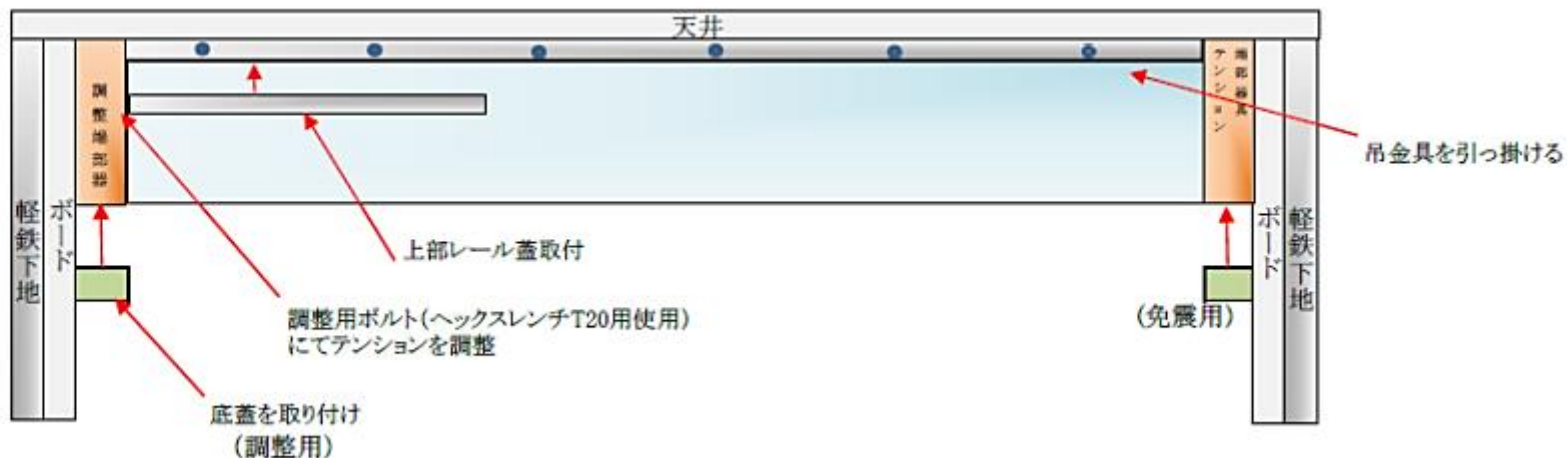 天井
調整端部器
テンション
端部器具
吊金具を引っ掛ける
軽鉄下地
ボード
ボード
軽鉄下地
上部レール蓋取付
調整用ボルト(ヘックスレンチT20用使用)
にてテンションを調整
(免震用)
底蓋を取り付け
(調整用)